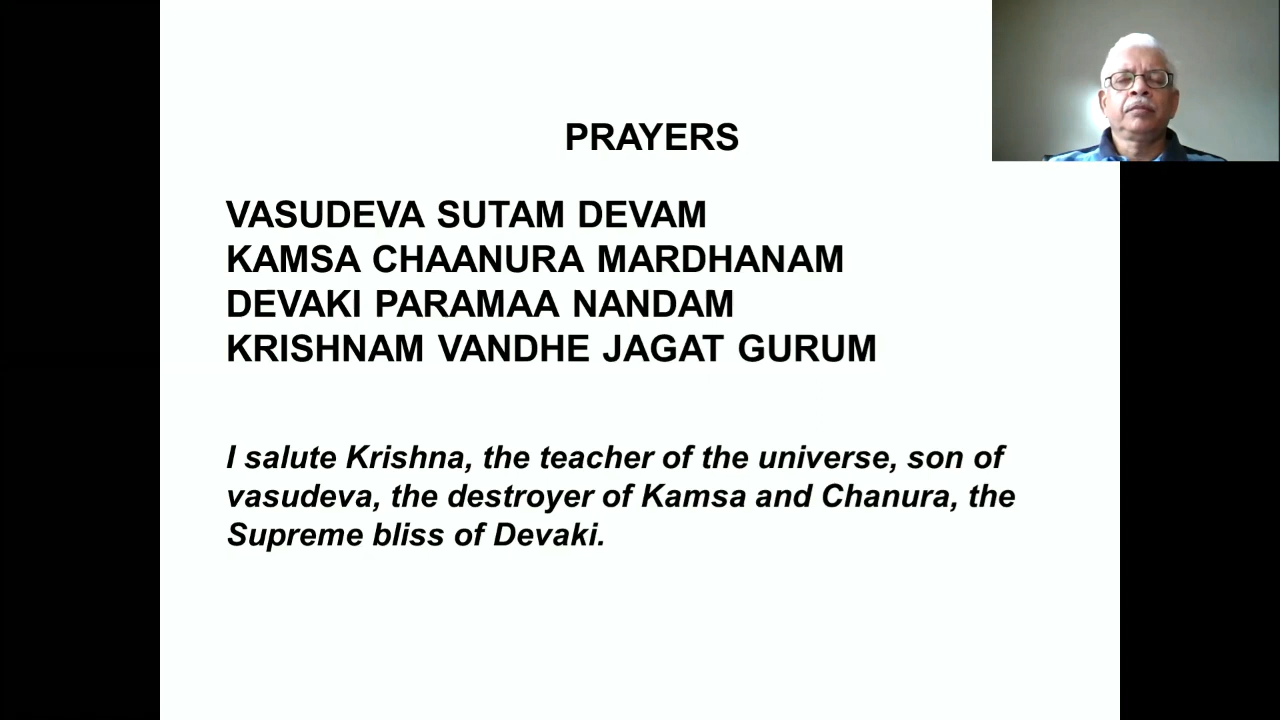 PRAYERS
VASUDEVA SUTAM DEVAM
KAMSA CHAANURA MARDHANAM
DEVAKI PARAMAA NANDAM
KRISHNAM VANDHE JAGAT GURUM
I salute Krishna, the teacher of the universe, son of
vasudeva, the destroyer of Kamsa and Chanura, the
Supreme bliss of Devaki.